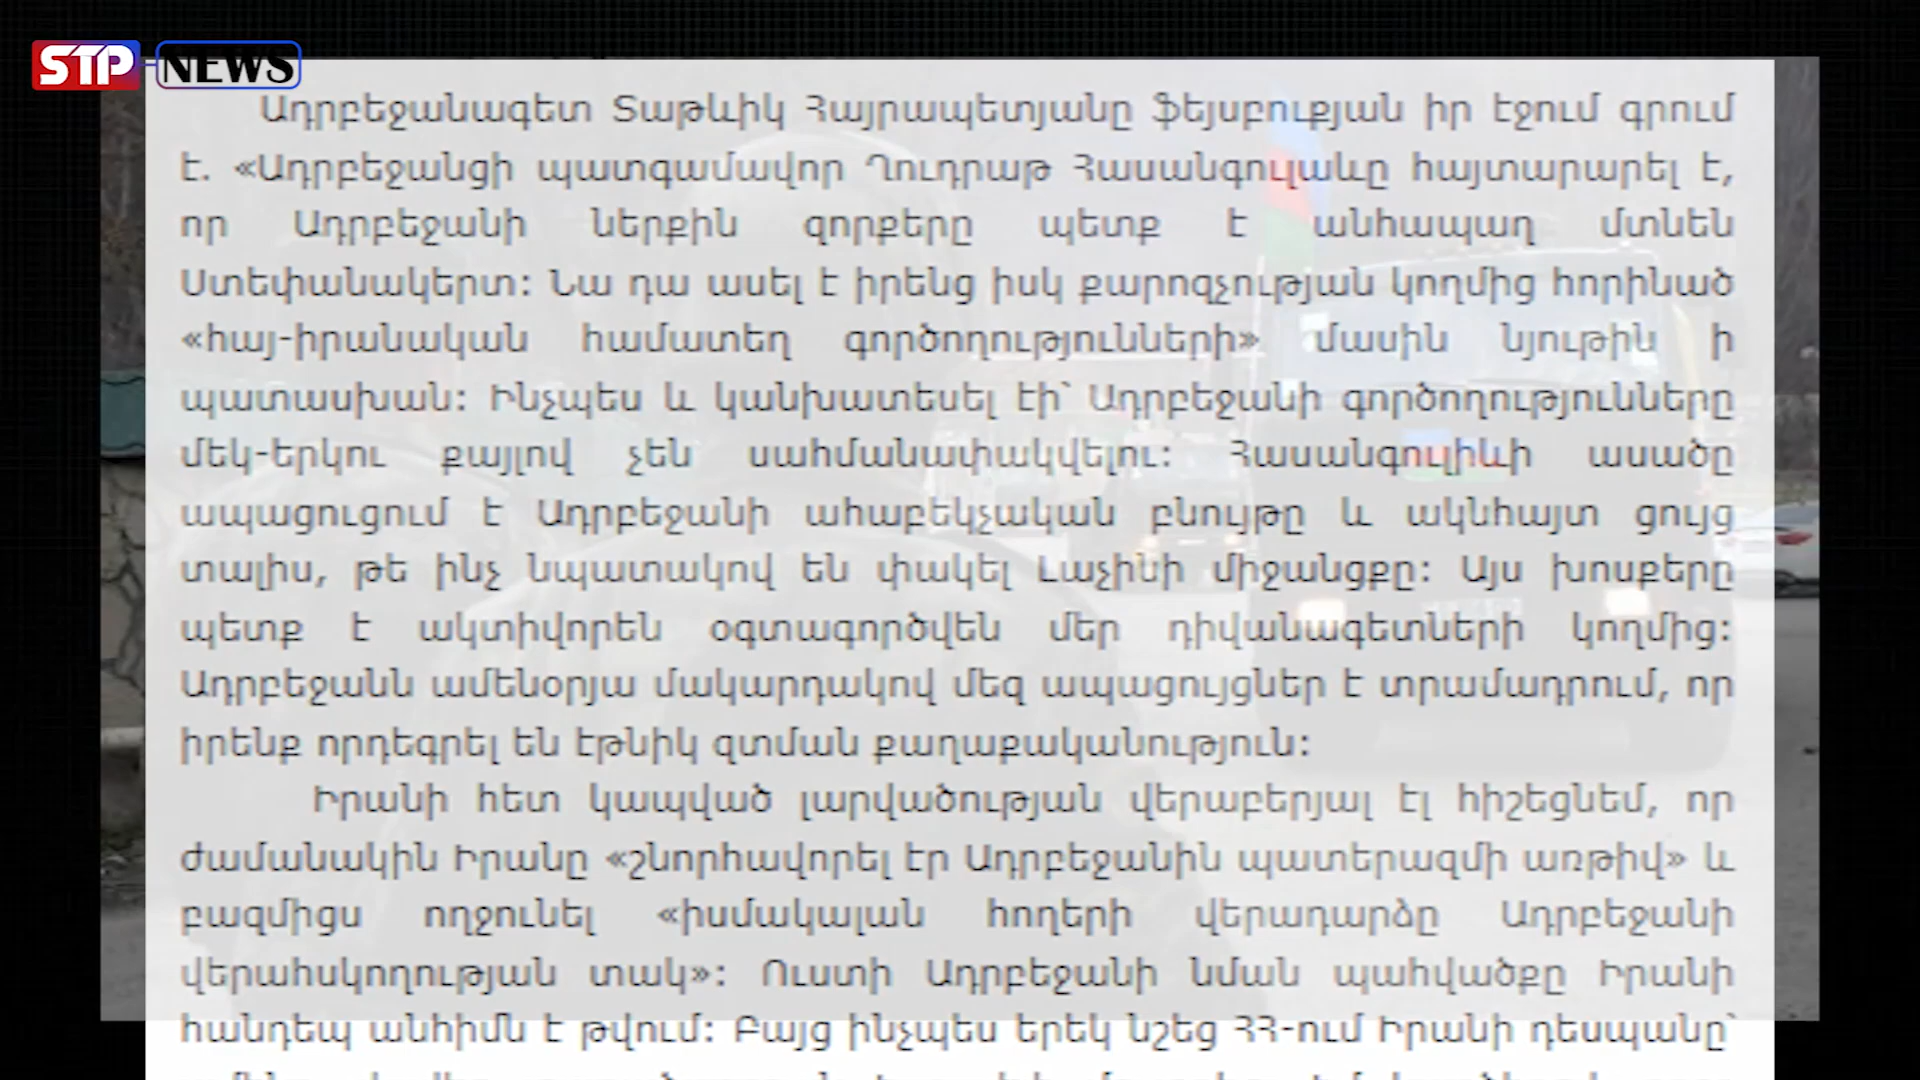 STP NEWS
Ադրբեջանագետ Տաթևիկ Հայրապետյանը ֆեյսբուքյան իր էջում գրում
է. «Ադրբեջանցի պատգամավոր Ղուդրաթ Հասանգուլաևը հայտարարել է,
որ Ադրբեջանի ներքին զորքերը պետք է անհապաղ մտնեն
Ստեփանակերտ: Նա դա ասել է իրենց իսկ քարոզչության կողմից հորինած
«հայ-իրանական համատեղ գործողությունների» մասին նյութին ի
պատասխան: Ինչպես և կանխատեսել էի՝ Ադրբեջանի գործողությունները
մեկ-երկու քայլով չեն սահմանափակվելու: Հասանգուլիևի ասածը
ապացուցում է Ադրբեջանի ահաբեկչական բնույթը և ակնհայտ ցույց
տալիս, թե ինչ նպատակով են փակել Լաչինի միջանցքը: Այս խոսքերը
պետք է ակտիվորեն օգտագործվեն մեր դիվանագետների կողմից:
Ադրբեջանն ամենօրյա մակարդակով մեզ ապացույցներ է տրամադրում, որ
իրենք որդեգրել են էթնիկ զտման քաղաքականություն:
Իրանի հետ կապված լարվածության վերաբերյալ էլ հիշեցնեմ, որ
ժամանակին Իրանը «շնորհավորել էր Ադրբեջանին պատերազմի առթիվ» և
բազմիցս ողջունել «իսմակալան հողերի վերադարձը Ադրբեջանի
վերահսկողության տակ»: Ուստի Ադրբեջանի նման պահվածքը Իրանի
հանդեպ անհիմն է թվում: Բայց ինչպես երեկ նշեց ՀՀ-ում Իրանի դեսպանը՝